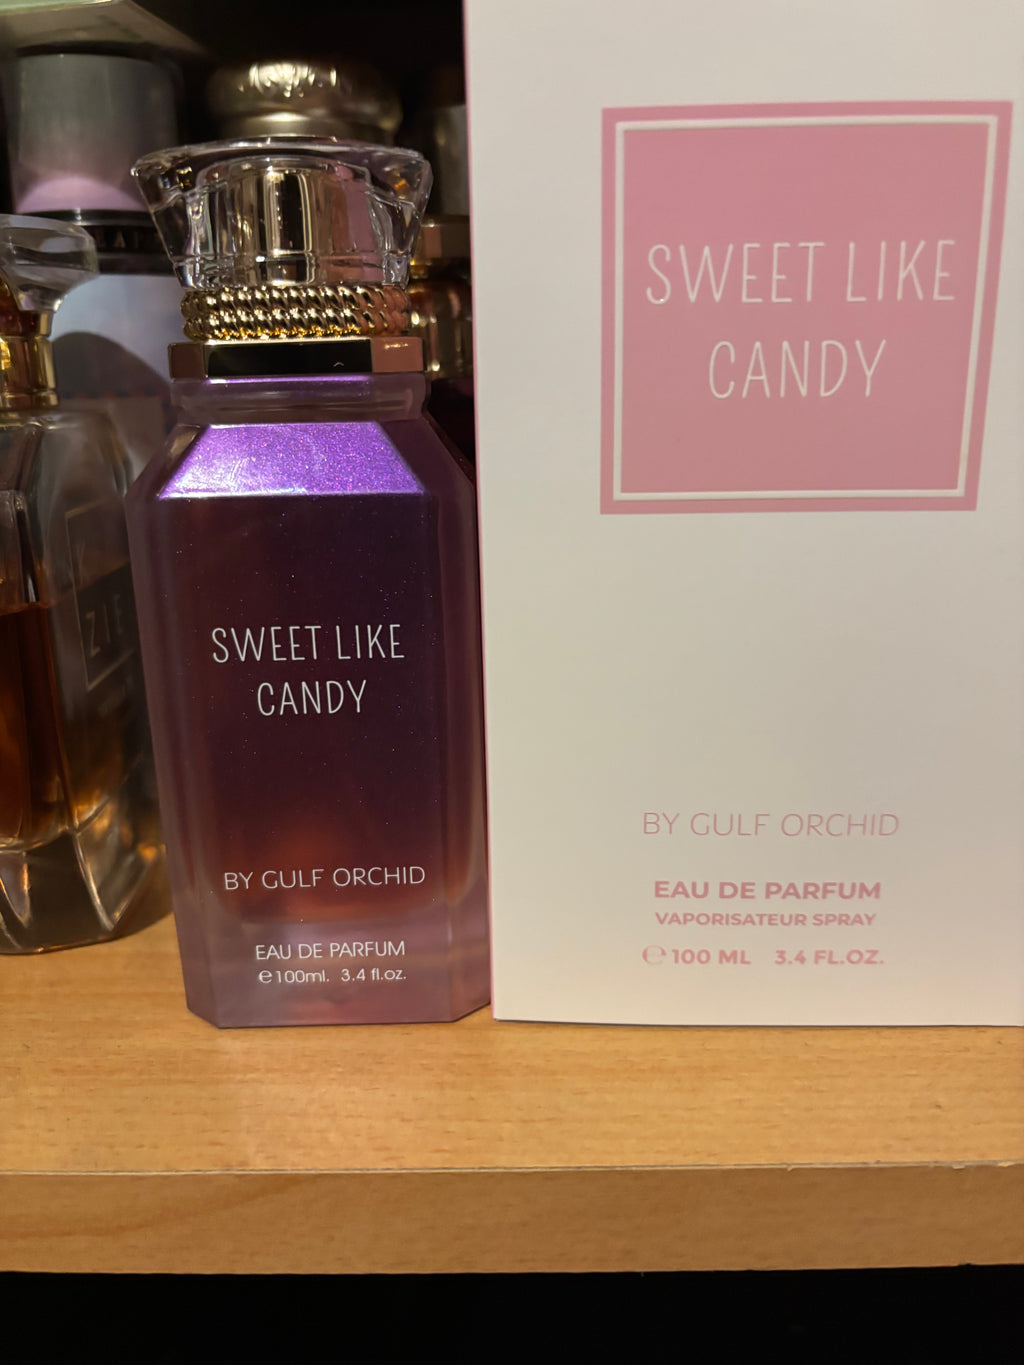 SWEET LIKE
CANDY
BY GULF ORCHID
EAU DE PARFUM
℮100ml. 3.4 fl.oz.
SWEET LIKE
CANDY
BY GULF ORCHID
EAU DE PARFUM
VAPORISATEUR SPRAY
℮ 100 ML 3.4 FL.OZ.